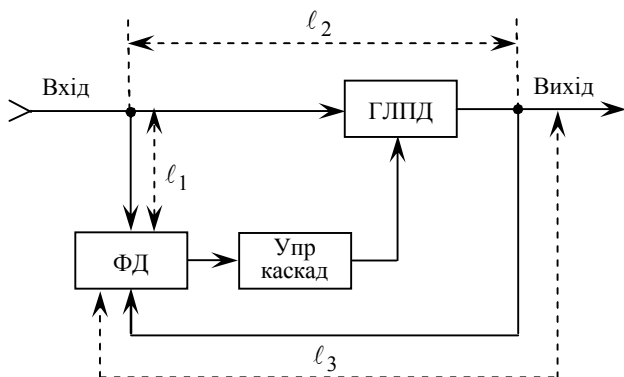 ℓ2
Вхід
Вихід
ГЛПД
ℓ1
ФД
Упр
каскад
ℓ3